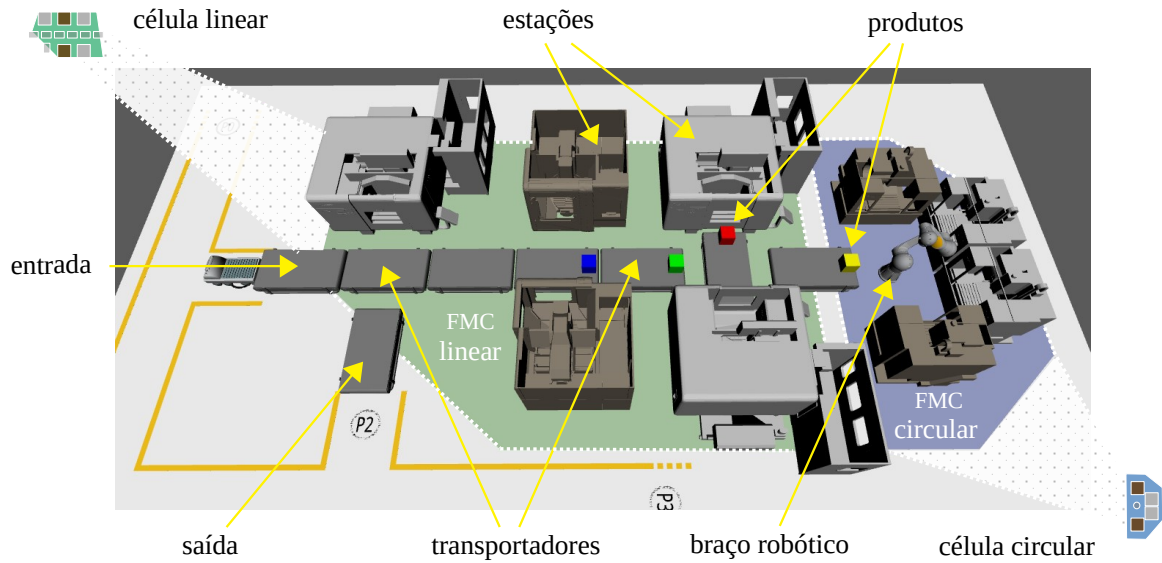 célula linear
estações
produtos
entrada
FMC
linear
FMC
circular
P2
P3
saída
transportadores
braço robótico
célula circular